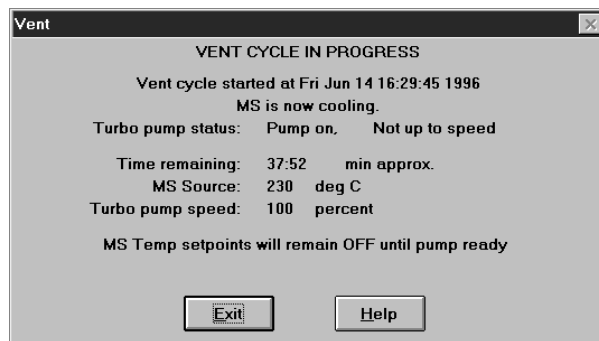 Vent
VENT CYCLE IN PROGRESS
Vent cycle started at Fri Jun 14 16:29:45 1996
MS is now cooling.
Turbo pump status: Pump on, Not up to speed
Time remaining: 37:52 min approx.
MS Source: 230 deg C
Turbo pump speed: 100 percent
MS Temp setpoints will remain OFF until pump ready
Exit Help